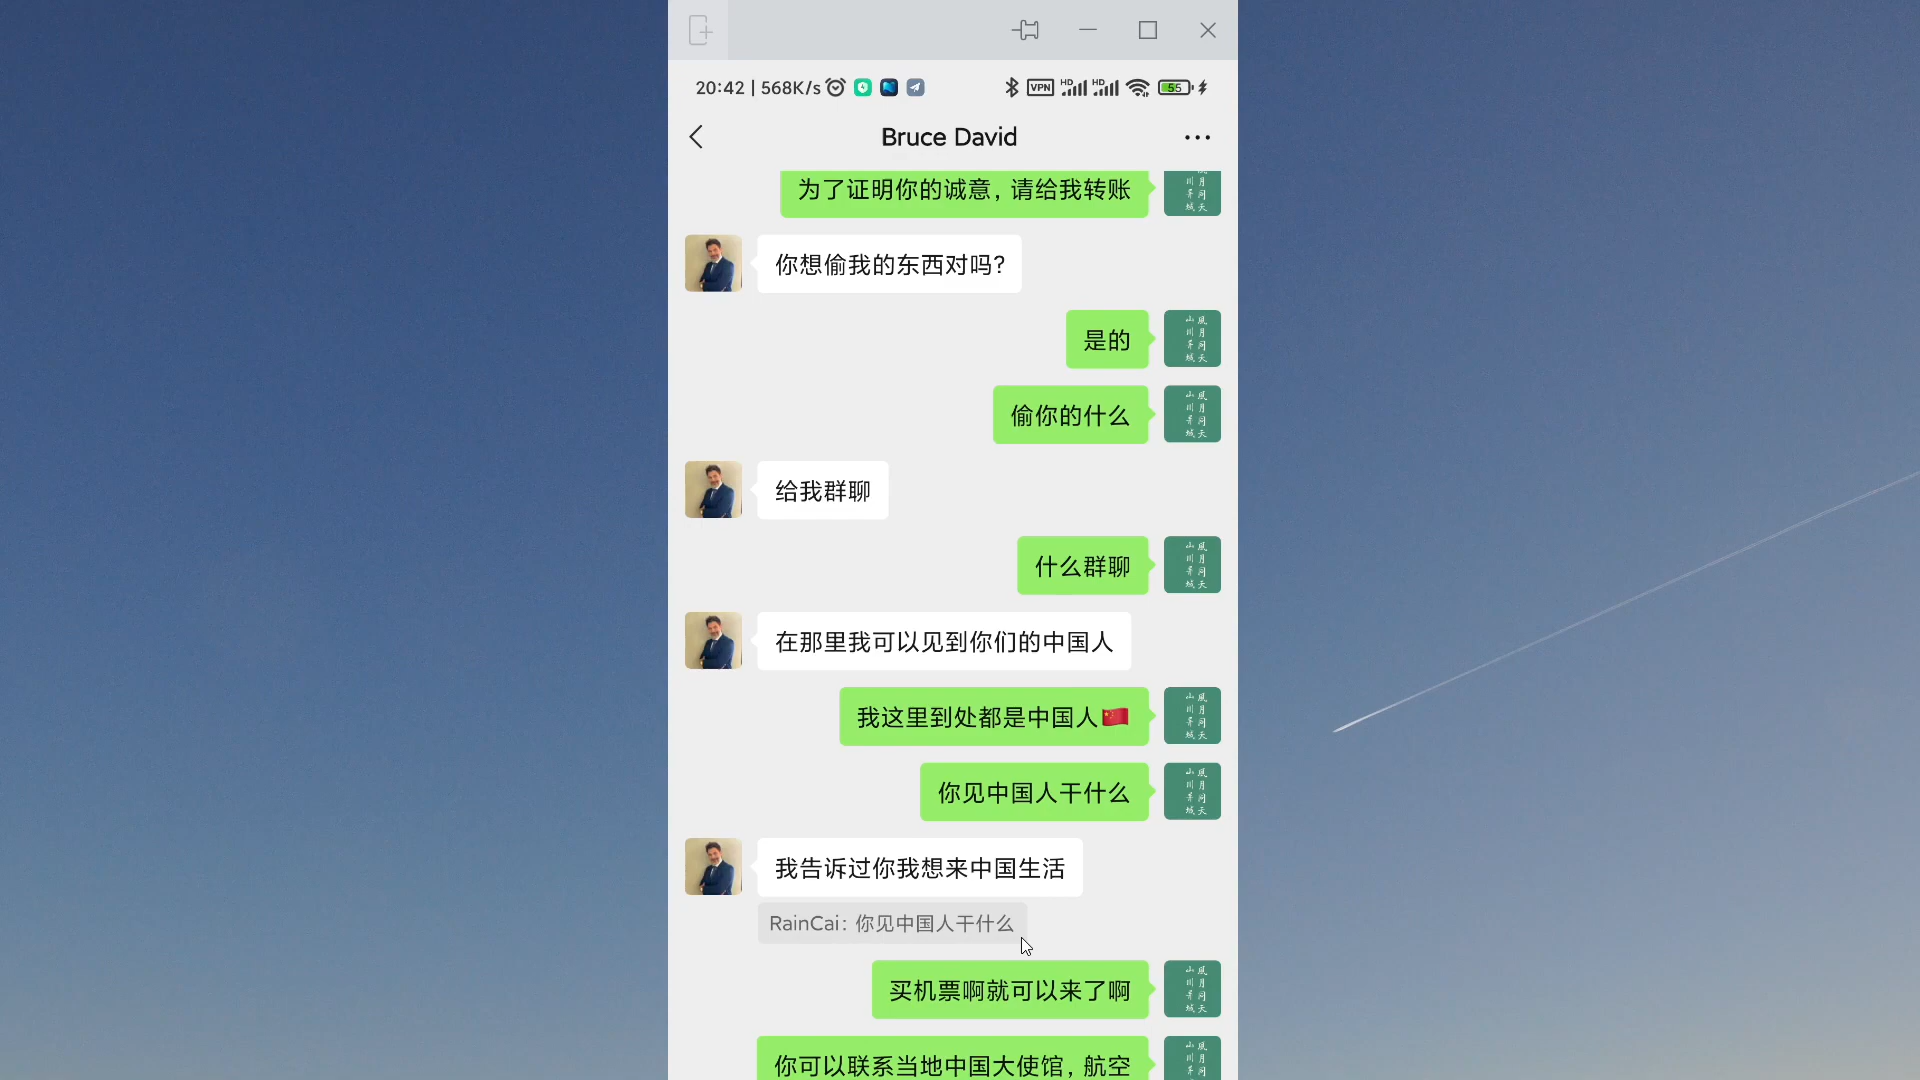 20:42 | 568K/s
VPN HD HD 55
Bruce David
为了证明你的诚意，请给我转账
你想偷我的东西对吗?
是的
偷你的什么
给我群聊
什么群聊
在那里我可以见到你们的中国人
我这里到处都是中国人🇨🇳
你见中国人干什么
我告诉过你我想来中国生活
RainCai: 你见中国人干什么
买机票啊就可以来了啊
你可以联系当地中国大使馆，航空